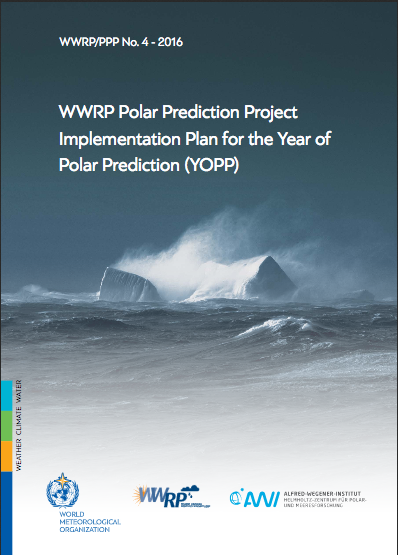 WWRP/PPP No. 4 - 2016
WWRP Polar Prediction Project
Implementation Plan for the Year of
Polar Prediction (YOPP)
WEATHER CLIMATE WATER
WORLD
METEOROLOGICAL
ORGANIZATION
WWRP
AWI
ALFRED-WEGENER-INSTITUT
HELMHOLTZ-ZENTRUM FÜR POLAR-
UND MEERESFORSCHUNG